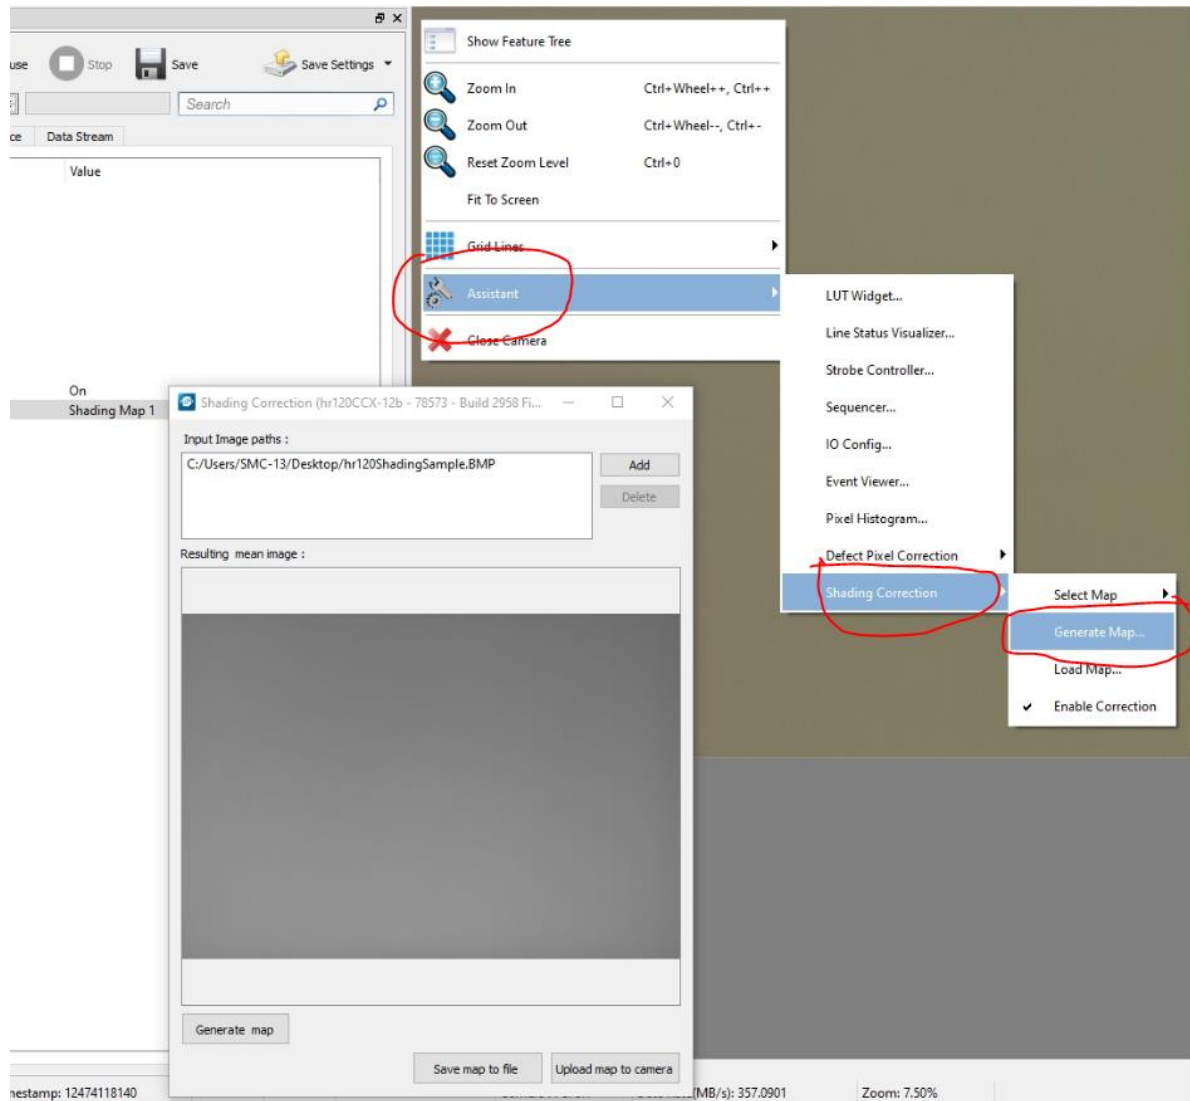 use
Stop
Save
Save Settings
Search
ce
Data Stream
Value
On
Shading Map 1
Show Feature Tree
Zoom In Ctrl+Wheel++, Ctrl++
Zoom Out Ctrl+Wheel--, Ctrl+-
Reset Zoom Level Ctrl+0
Fit To Screen
Grid Lines
Assistant
Close Camera
LUT Widget...
Line Status Visualizer...
Strobe Controller...
Sequencer...
IO Config...
Event Viewer...
Pixel Histogram...
Defect Pixel Correction
Shading Correction
Select Map
Generate Map...
Load Map...
Enable Correction
Shading Correction (hr120CCX-12b - 78573 - Build 2958 Fi...
Input Image paths :
C:/Users/SMC-13/Desktop/hr120ShadingSample.BMP
Add
Delete
Resulting mean image :
Generate map
Save map to file
Upload map to camera
nestamp: 12474118140
(MB/s): 357.0901
Zoom: 7.50%